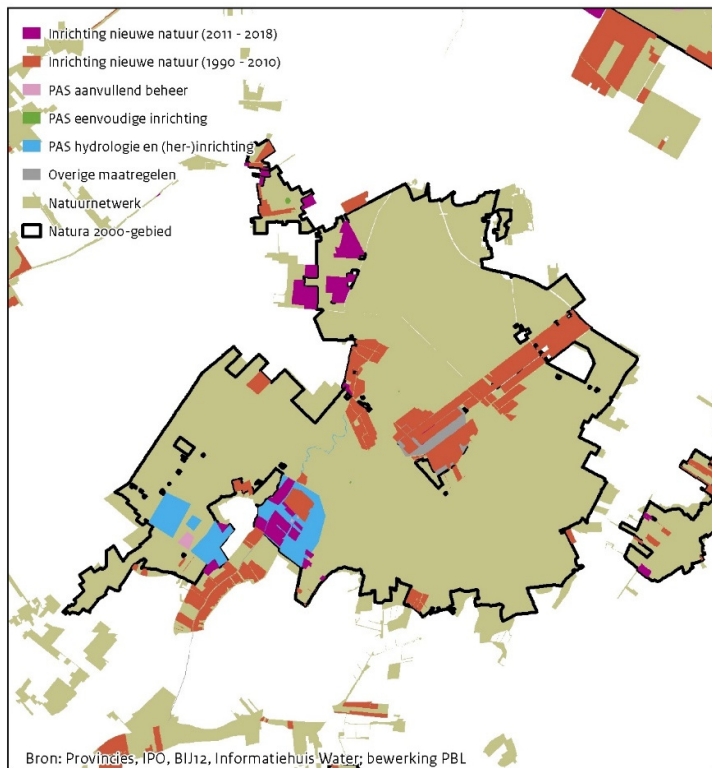 Inrichting nieuwe natuur (2011 - 2018)
Inrichting nieuwe natuur (1990 - 2010)
PAS aanvullend beheer
PAS eenvoudige inrichting
PAS hydrologie en (her-)inrichting
Overige maatregelen
Natuurnetwerk
Natura 2000-gebied
Bron: Provincies, IPO, BIJ12, Informatiehuis Water; bewerking PBL